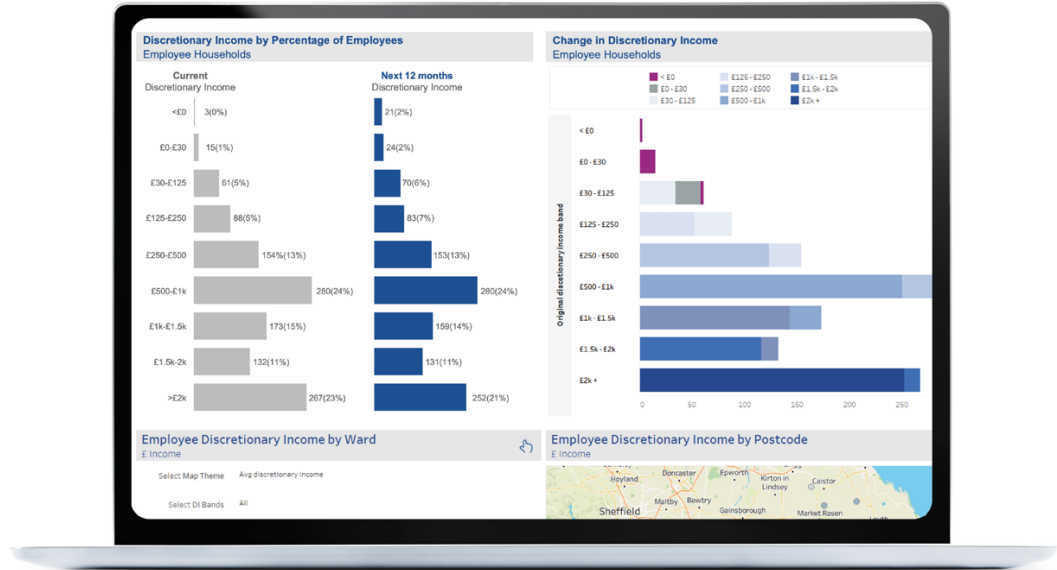 Discretionary Income by Percentage of Employees
Employee Households
Current
Discretionary Income
Next 12 months
Discretionary Income
<£0 3(0%) 21(2%)
£0-£30 15(1%) 24(2%)
£30-£125 61(5%) 70(6%)
£125-£250 88(5%) 83(7%)
£250-£500 154%(13%) 153(13%)
£500-£1k 280(24%) 280(24%)
£1k-£1.5k 173(15%) 159(14%)
£1.5k-2k 132(11%) 131(11%)
>£2k 267(23%) 252(21%)
Change in Discretionary Income
Employee Households
< £0 £125 - £250 £1k - £1.5k
£0 - £30 £250 - £500 £1.5k - £2k
£30 - £125 £500 - £1k £2k +
Original discetionary income band
< £0
£0 - £30
£30 - £125
£125 - £250
£250 - £500
£500 - £1k
£1k - £1.5k
£1.5k - £2k
£2k +
0 50 100 150 200 250
Employee Discretionary Income by Ward
£ Income
Select Map Theme Avg discretionary income
Select DI Bands All
Employee Discretionary Income by Postcode
£ Income
Hoyland
Doncaster
Epworth
Kirton in
Lindsey
Caistor
Maltby
Bawtry
Sheffield
Gainsborough
Market Rasen